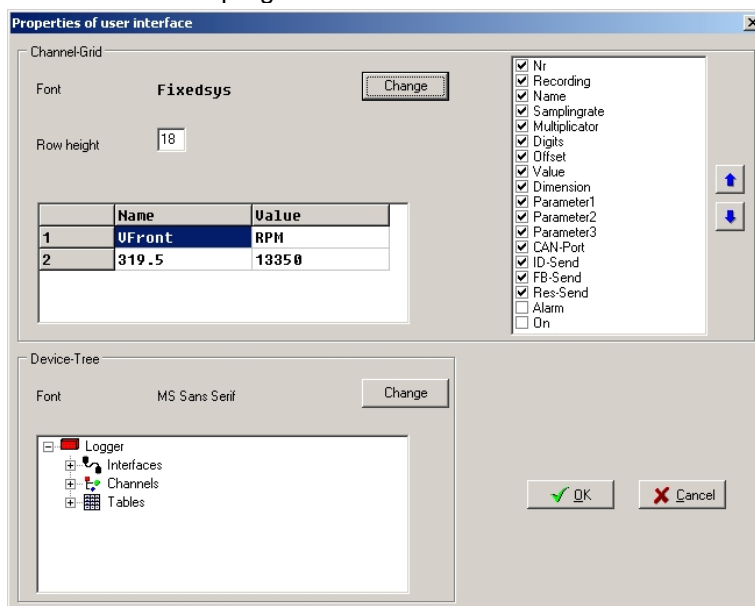 Properties of user interface
Channel-Grid
Font Fixedsys Change
Row height 18
Name Value
1 VFront RPM
2 319.5 13350
Nr
Recording
Name
Samplingrate
Multiplicator
Digits
Offset
Value
Dimension
Parameter1
Parameter2
Parameter3
CAN-Port
ID-Send
FB-Send
Res-Send
Alarm
On
Device-Tree
Font MS Sans Serif Change
Logger
Interfaces
Channels
Tables
OK Cancel